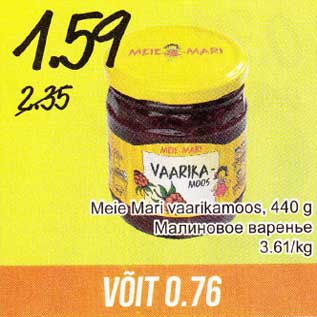 1.59
2.35
MEIE MARI
MEIE MARI
VAARIKA-
MOOS
Meie Mari vaarikamoos, 440 g
Малиновое варенье
3.61/kg
VÕIT 0.76